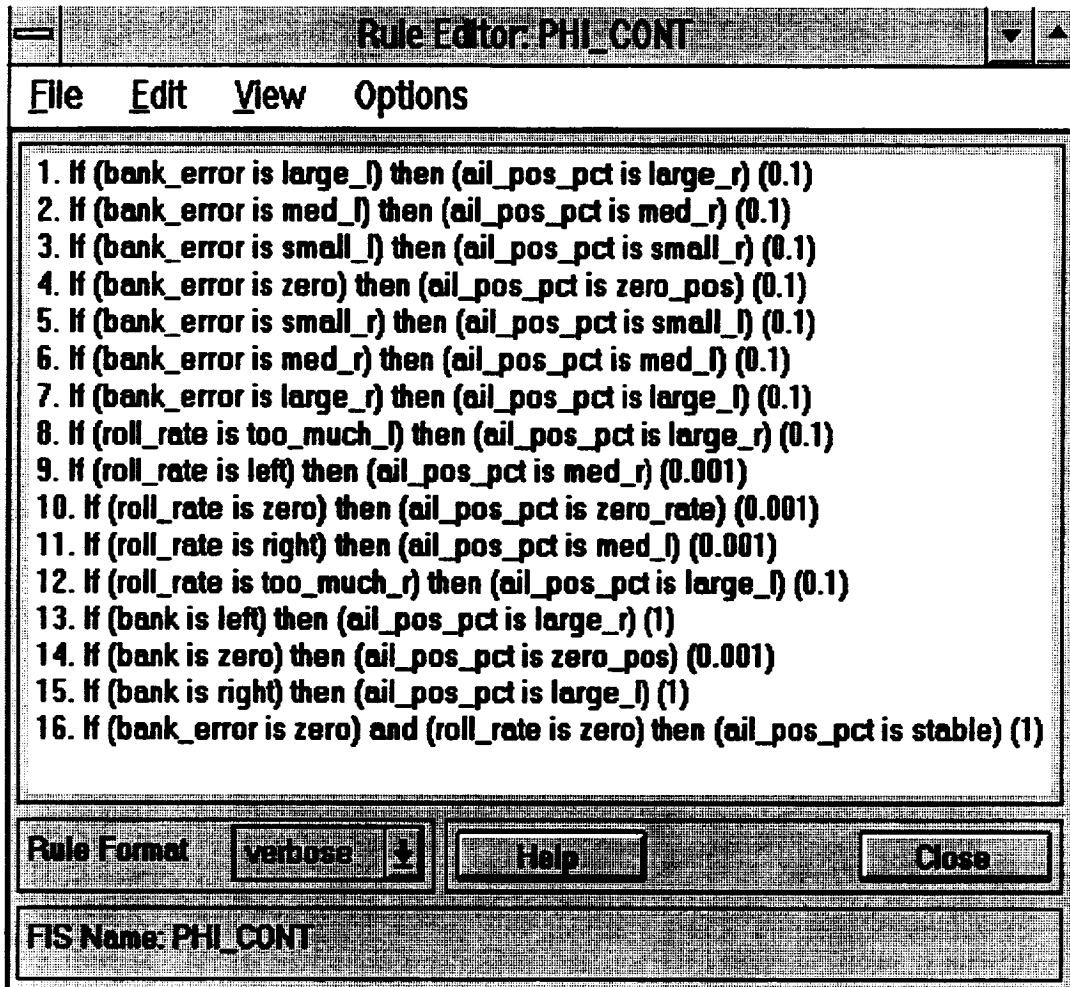 Rule Editor: PHI_CONT
File Edit View Options
1. If (bank_error is large_l) then (ail_pos_pct is large_r) (0.1)
2. If (bank_error is med_l) then (ail_pos_pct is med_r) (0.1)
3. If (bank_error is small_l) then (ail_pos_pct is small_r) (0.1)
4. If (bank_error is zero) then (ail_pos_pct is zero_pos) (0.1)
5. If (bank_error is small_r) then (ail_pos_pct is small_l) (0.1)
6. If (bank_error is med_r) then (ail_pos_pct is med_l) (0.1)
7. If (bank_error is large_r) then (ail_pos_pct is large_l) (0.1)
8. If (roll_rate is too_much_l) then (ail_pos_pct is large_r) (0.1)
9. If (roll_rate is left) then (ail_pos_pct is med_r) (0.001)
10. If (roll_rate is zero) then (ail_pos_pct is zero_rate) (0.001)
11. If (roll_rate is right) then (ail_pos_pct is med_l) (0.001)
12. If (roll_rate is too_much_r) then (ail_pos_pct is large_l) (0.1)
13. If (bank is left) then (ail_pos_pct is large_r) (1)
14. If (bank is zero) then (ail_pos_pct is zero_pos) (0.001)
15. If (bank is right) then (ail_pos_pct is large_l) (1)
16. If (bank_error is zero) and (roll_rate is zero) then (ail_pos_pct is stable) (1)
Rule Format verbose Help Close
FIS Name: PHI_CONT